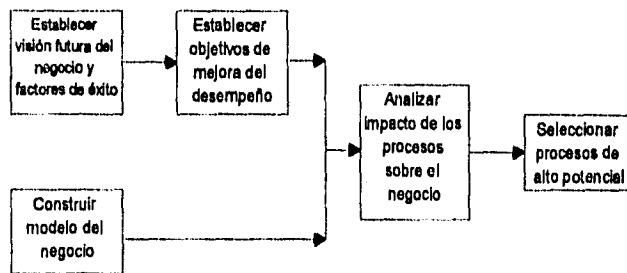 Establecer
visión futura del
negocio y
factores de éxito
Establecer
objetivos de
mejora del
desempeño
Analizar
impacto de los
procesos
sobre el
negocio
Seleccionar
procesos de
alto potencial
Construir
modelo del
negocio